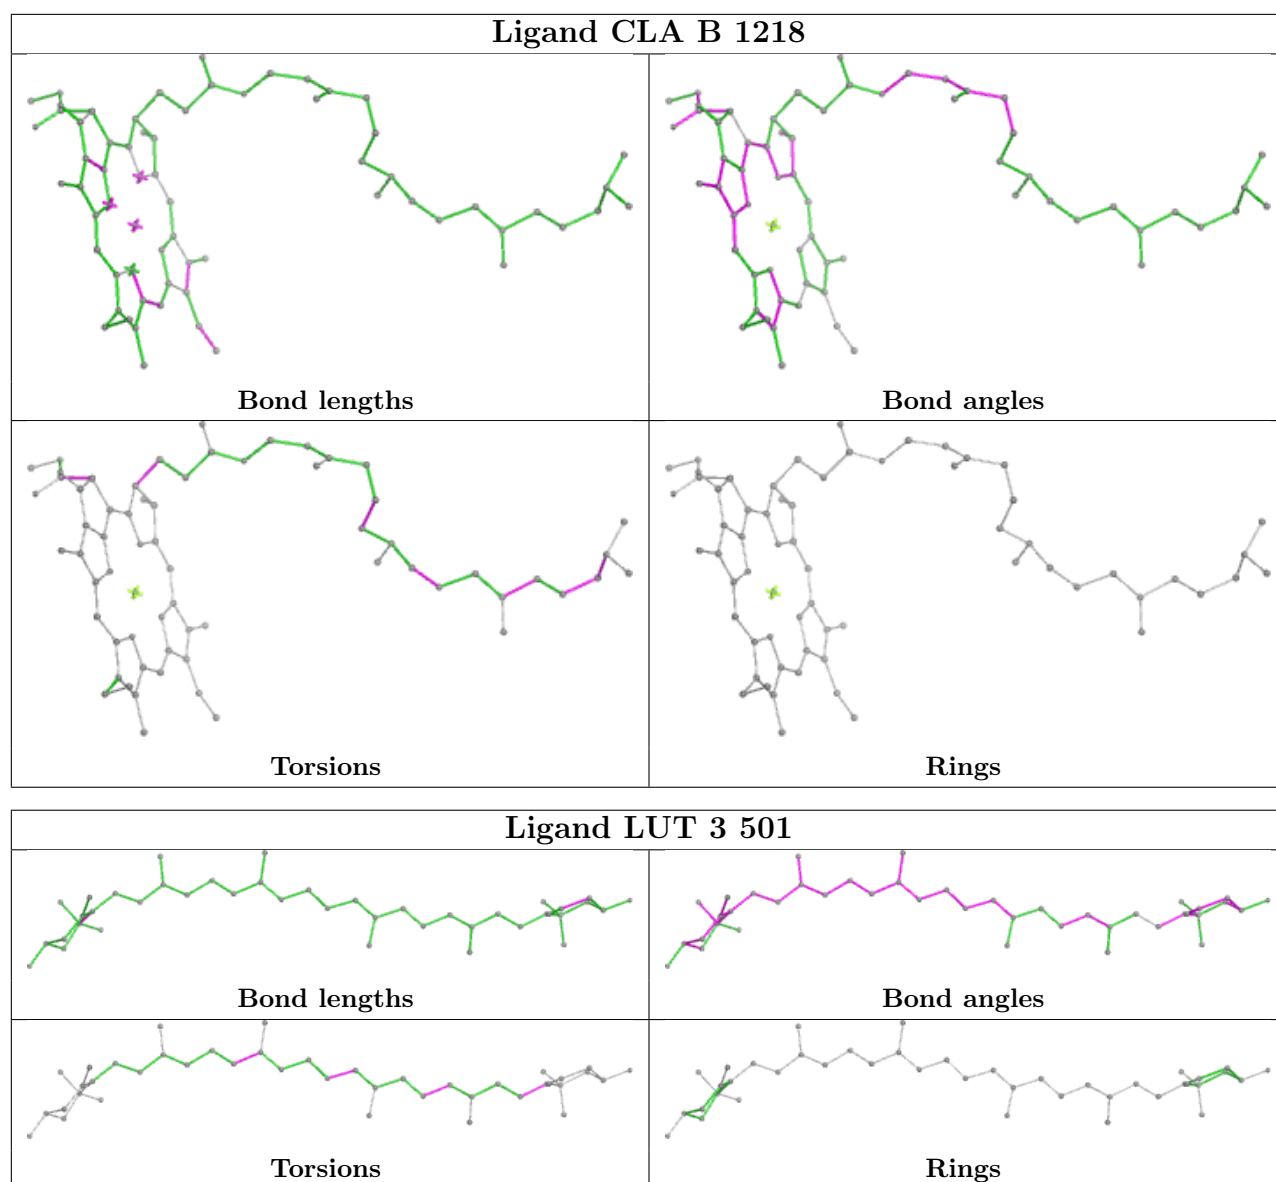 Ligand CLA B 1218
Bond lengths
Bond angles
Torsions
Rings
Ligand LUT 3 501
Bond lengths
Bond angles
Torsions
Rings